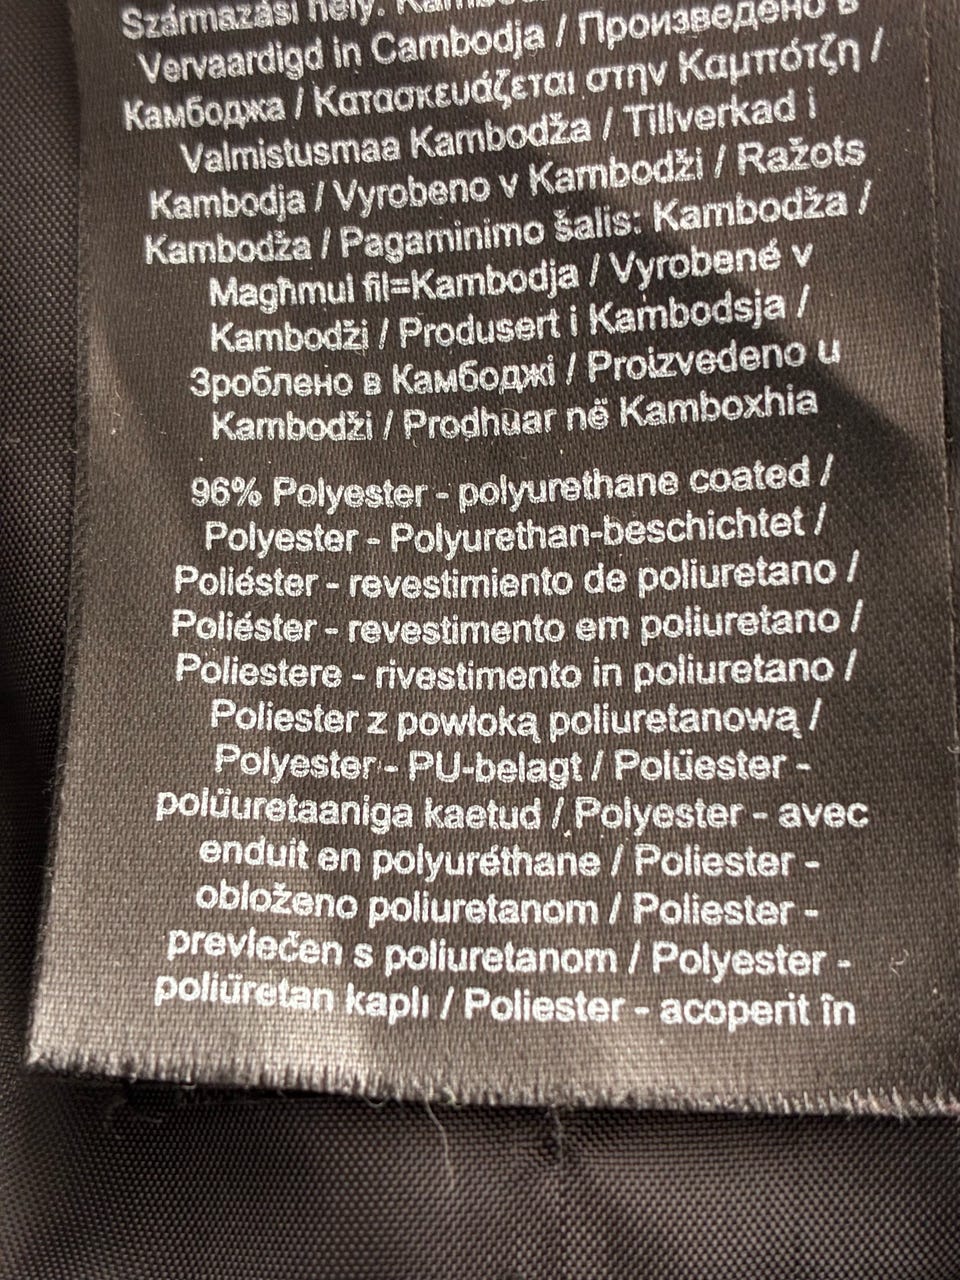 Származási hely:
Vervaardigd in Cambodja / Произведено в
Камбоджа / Κατασκευάζεται στην Καμπότζη /
Valmistusmaa Kambodža / Tillverkad i
Kambodja / Vyrobeno v Kambodži / Ražots
Kambodža / Pagaminimo šalis: Kambodža /
Magħmul fil=Kambodja / Vyrobené v
Kambodži / Produsert i Kambodsja /
Зроблено в Камбоджі / Proizvedeno u
Kambodži / Prodhuar në Kamboxhia
96% Polyester - polyurethane coated /
Polyester - Polyurethan-beschichtet /
Poliéster - revestimiento de poliuretano /
Poliéster - revestimento em poliuretano /
Poliestere - rivestimento in poliuretano /
Poliester z powłoką poliuretanową /
Polyester - PU-belagt / Polüester -
polüuretaaniga kaetud / Polyester - avec
enduit en polyuréthane / Poliester -
obloženo poliuretanom / Poliester -
prevlečen s poliuretanom / Polyester -
poliüretan kaplı / Poliester - acoperit în